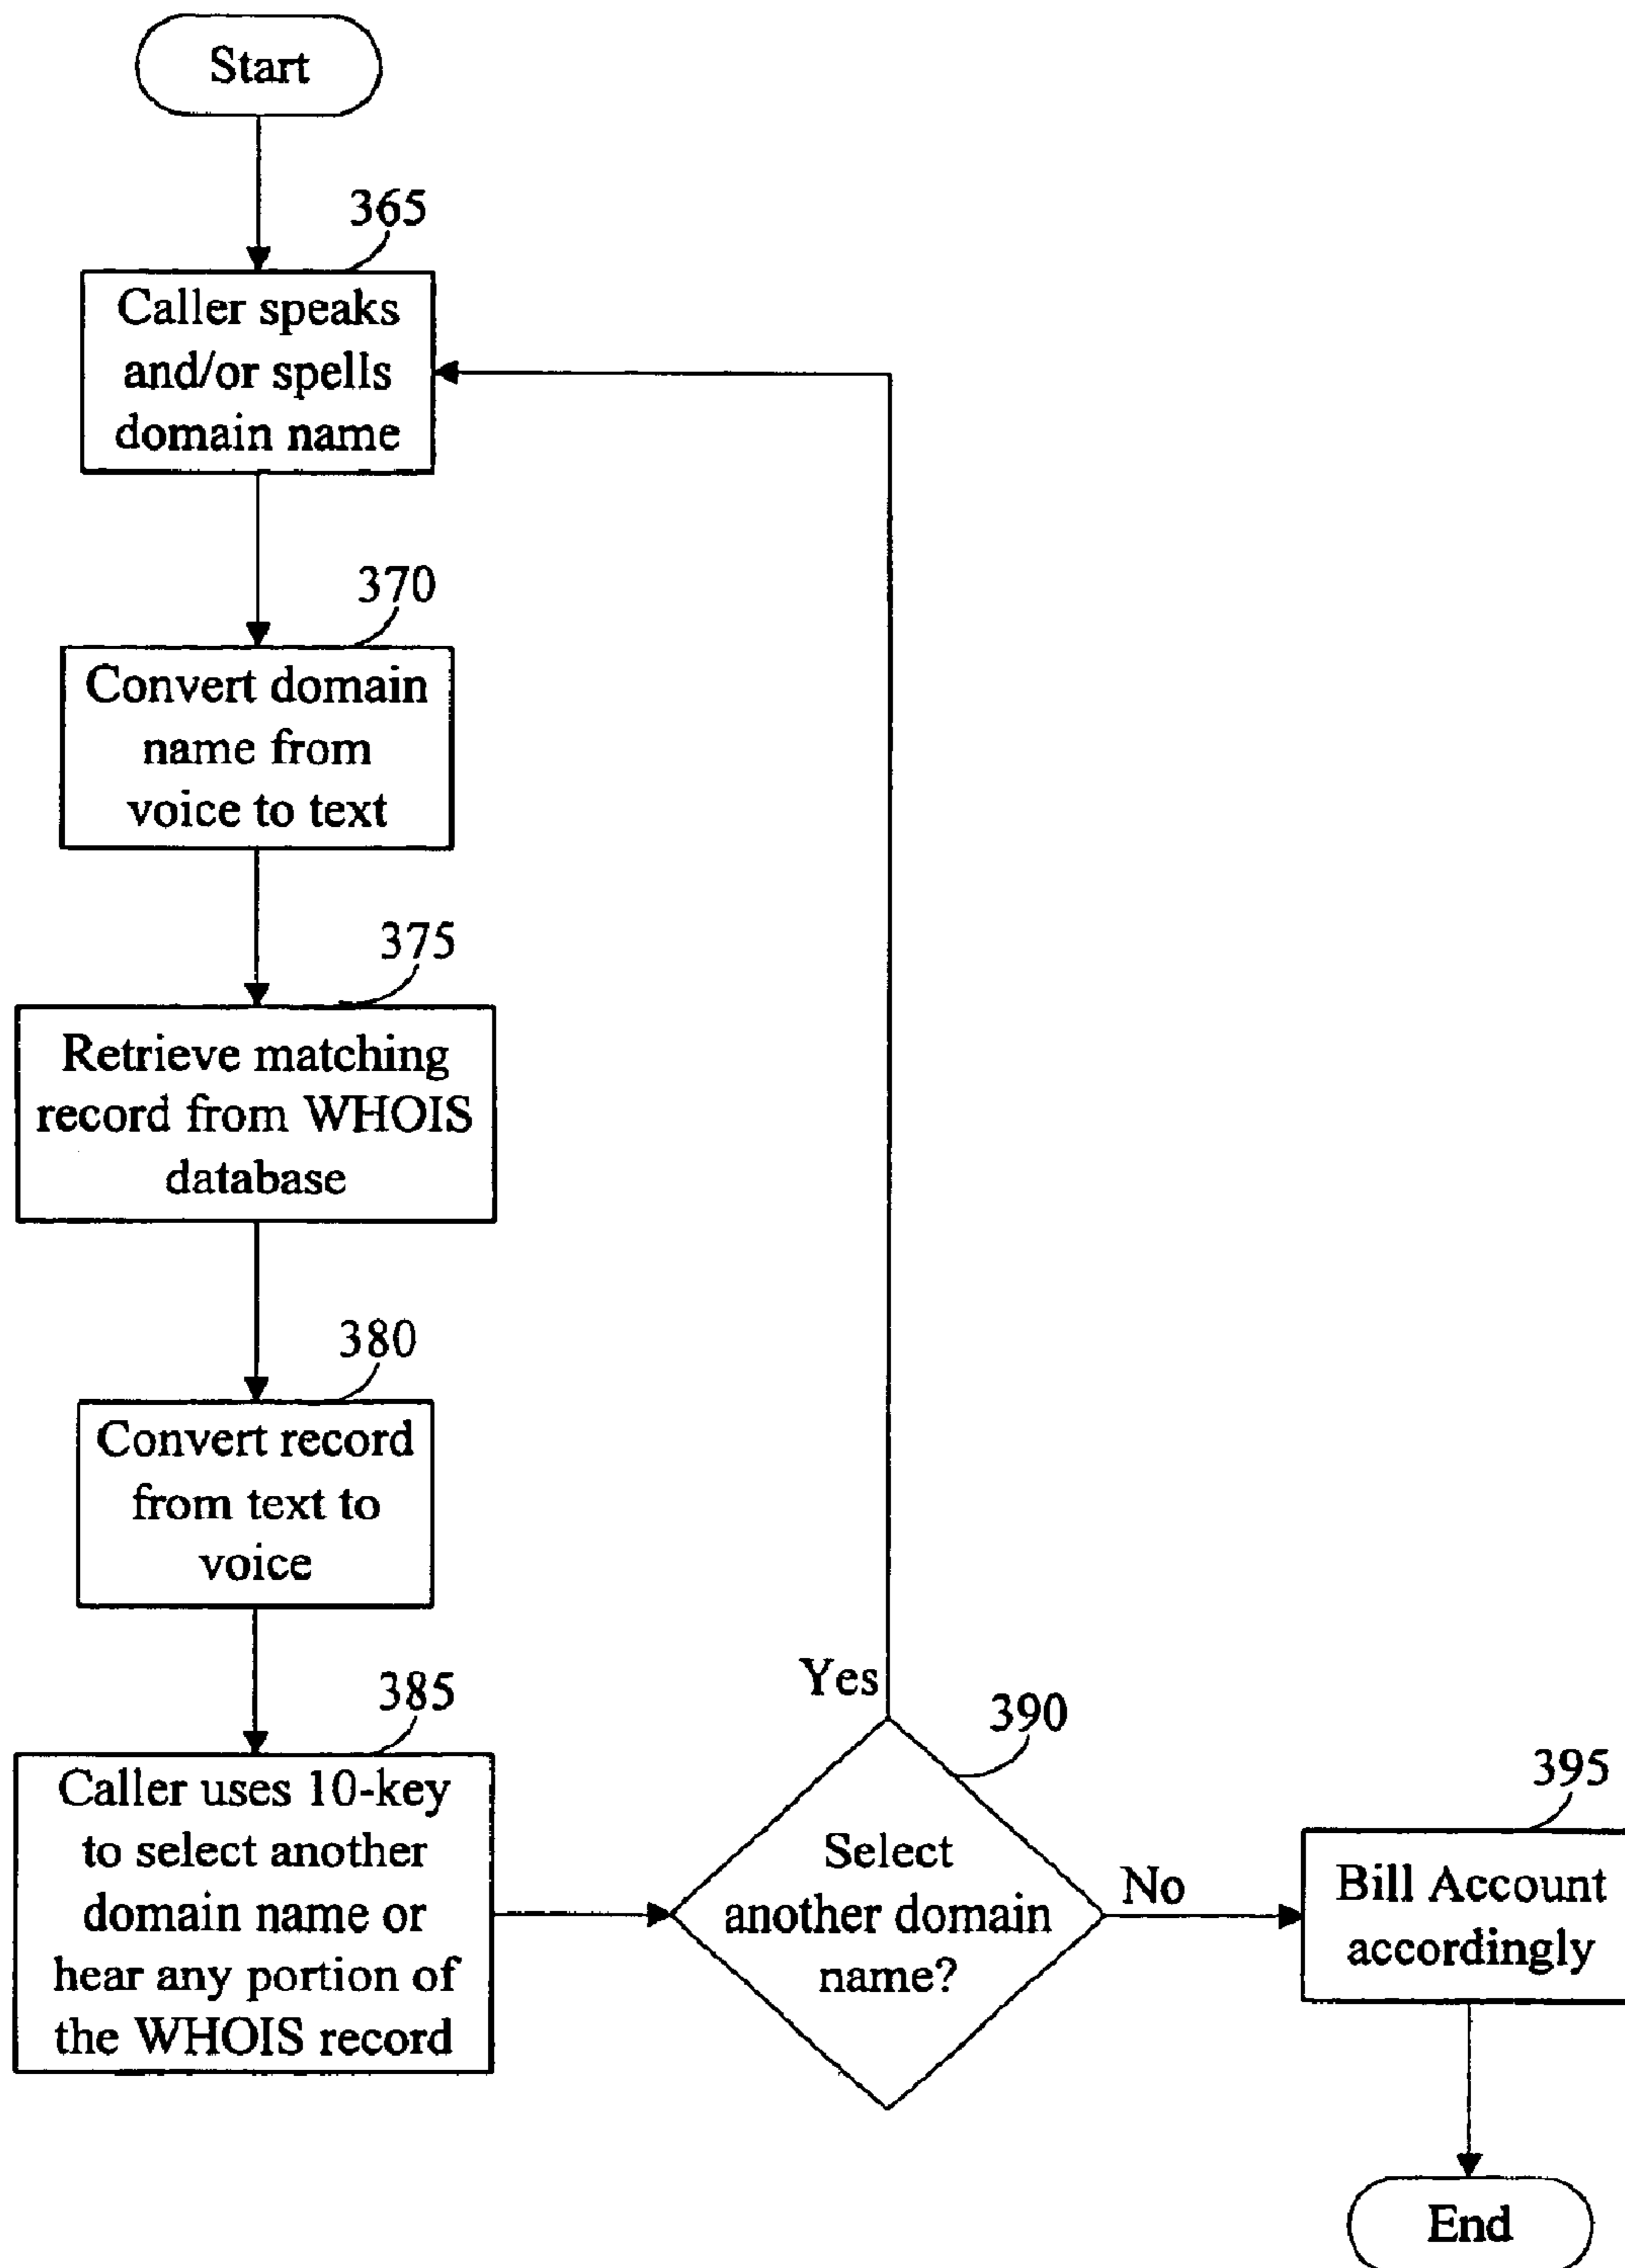 Start
365
Caller speaks
and/or spells
domain name
370
Convert domain
name from
voice to text
375
Retrieve matching
record from WHOIS
database
380
Convert record
from text to
voice
385
Caller uses 10-key
to select another
domain name or
hear any portion of
the WHOIS record
Yes
390
Select
another domain
name?
No
395
Bill Account
accordingly
End